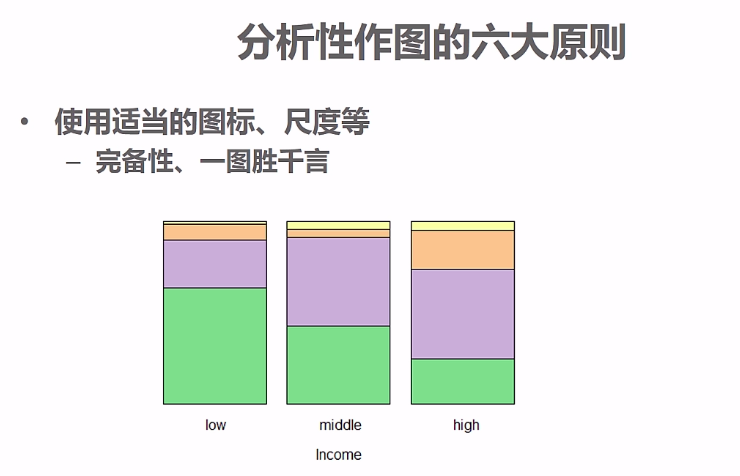 分析性作图的六大原则
• 使用适当的图标、尺度等
– 完备性、一图胜千言
low middle high
Income